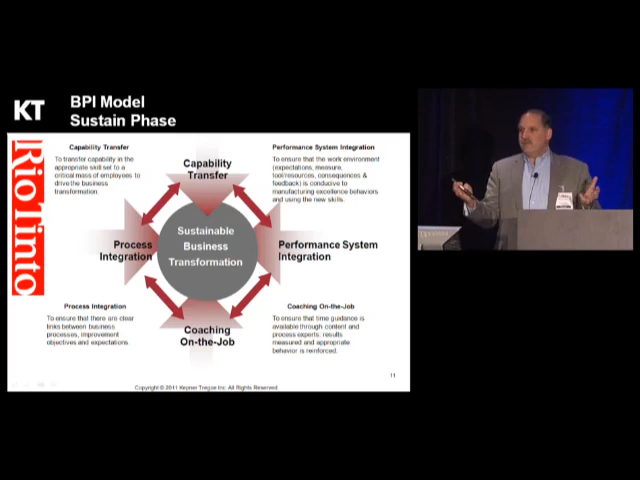 KT
BPI Model
Sustain Phase
Rio Tinto
Capability Transfer
To transfer capability in the
appropriate skill set to a
critical mass of employees to
drive the business
transformation.
Performance System Integration
To ensure that the work environment
(expectations, measure,
tool/resources, consequences &
feedback) is conducive to
manufacturing excellence behaviors
and using the new skills.
Capability
Transfer
Sustainable
Business
Transformation
Process
Integration
Performance System
Integration
Coaching
On-the-Job
Process Integration
To ensure that there are clear
links between business
processes, improvement
objectives and expectations.
Coaching On-the-Job
To ensure that time guidance is
available through content and
process experts: results
measured and appropriate
behavior is reinforced.
11
Copyright © 2011 Kepner Tregoe Inc. All Rights Reserved.